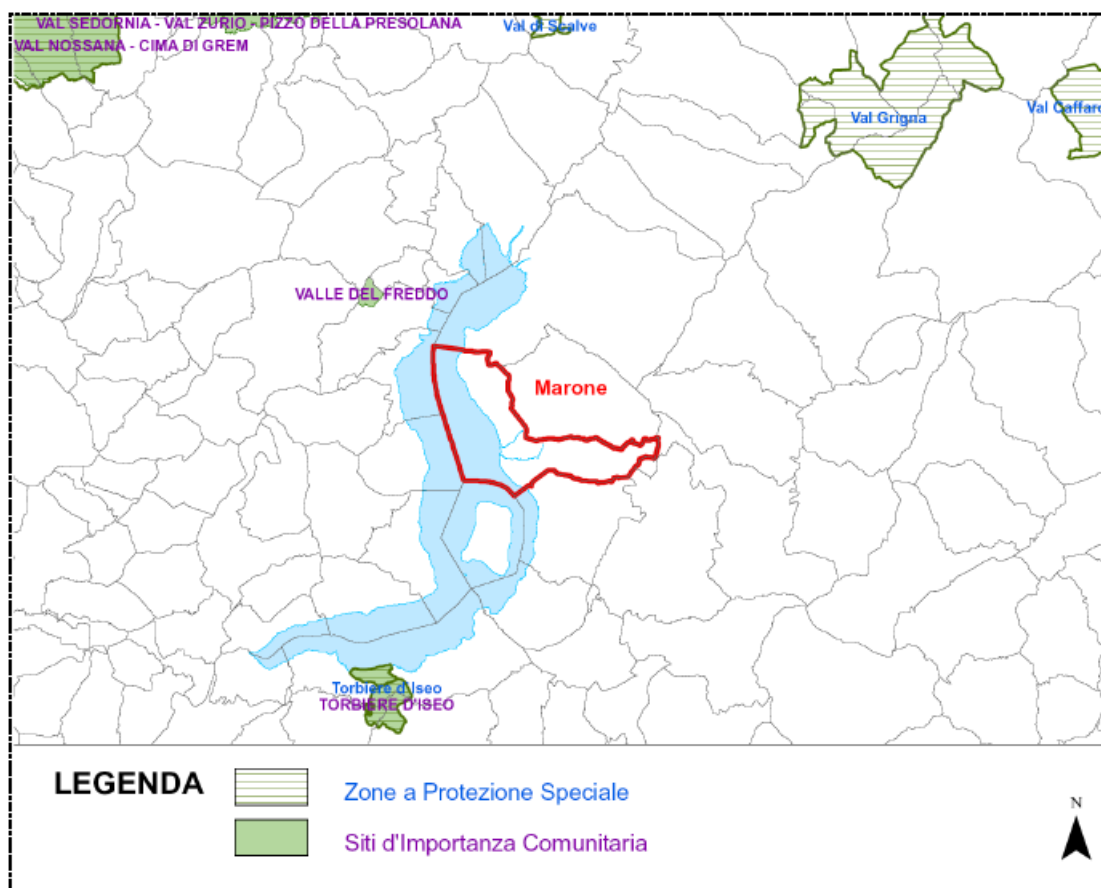 VAL SEDORNIA - VAL ZURIO - PIZZO DELLA PRESOLANA
Val di Scalve
VAL NOSSANA - CIMA DI GREM
Val Grigna
Val Caffaro
VALLE DEL FREDDO
Marone
Torbiere d'Iseo
TORBIERE D'ISEO
LEGENDA
Zone a Protezione Speciale
Siti d'Importanza Comunitaria
N